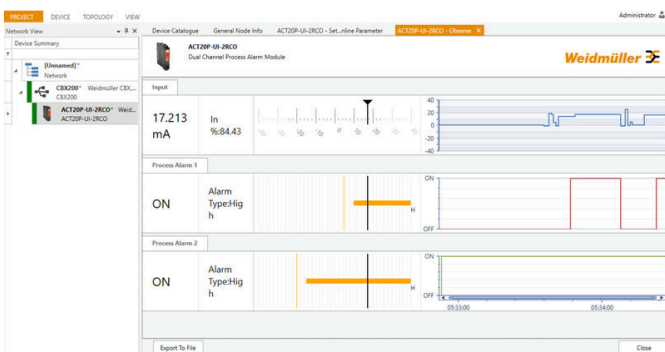 Administrator
PROJECT DEVICE TOPOLOGY VIEW
Network View
Device Summary
[Unnamed]*
Network
CBX200* Weidmüller CBX,...
CBX200
ACT20P-UI-2RCO* Weid...
ACT20P-UI-2RCO
Device Catalogue General Node Info ACT20P-UI-2RCO - Set...nline Parameter ACT20P-UI-2RCO - Observe X
ACT20P-UI-2RCO
Dual Channel Process Alarm Module
Weidmüller
Input
17.213
mA
In
%:84.43
40
20
0
-20
-40
Process Alarm 1
ON
Alarm
Type:Hig
h
H
ON
OFF
Process Alarm 2
ON
Alarm
Type:Hig
h
H
ON
OFF
05:33:00 05:34:00
Export To File Close